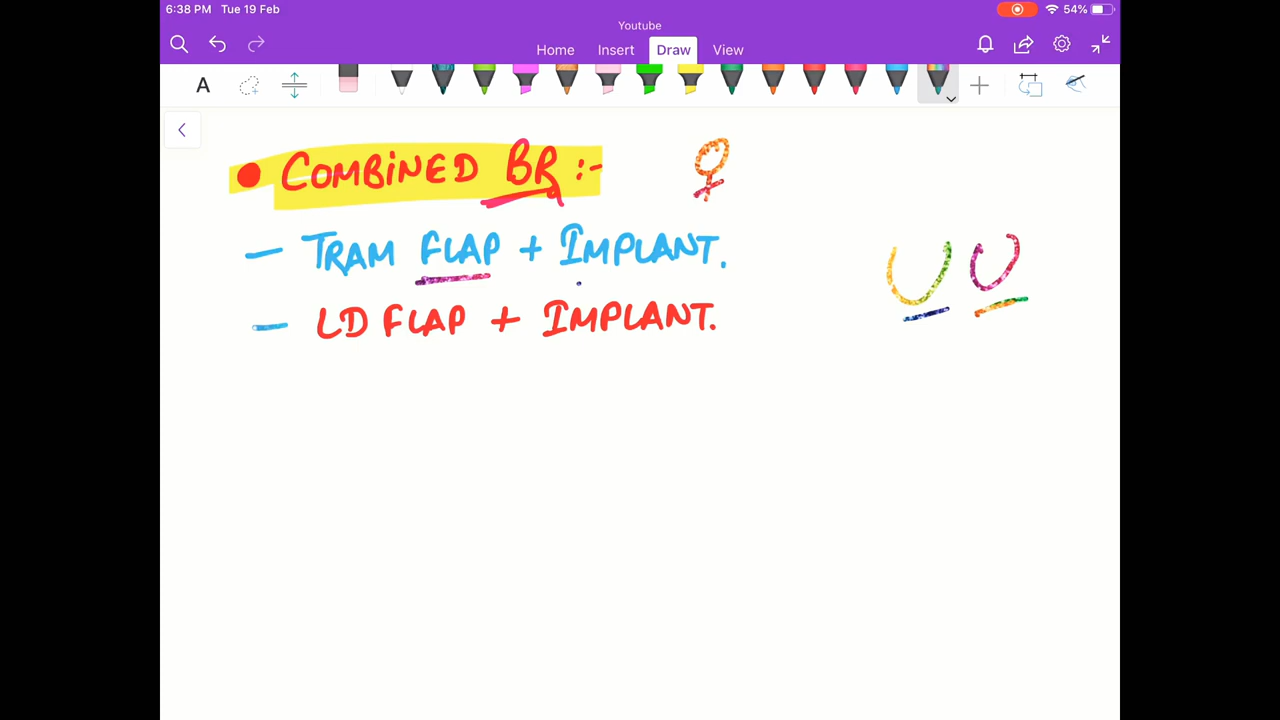 6:38 PM Tue 19 Feb
54%
Youtube
Home Insert Draw View
A
COMBINED BR :-
— TRAM FLAP + IMPLANT.
— LD FLAP + IMPLANT.